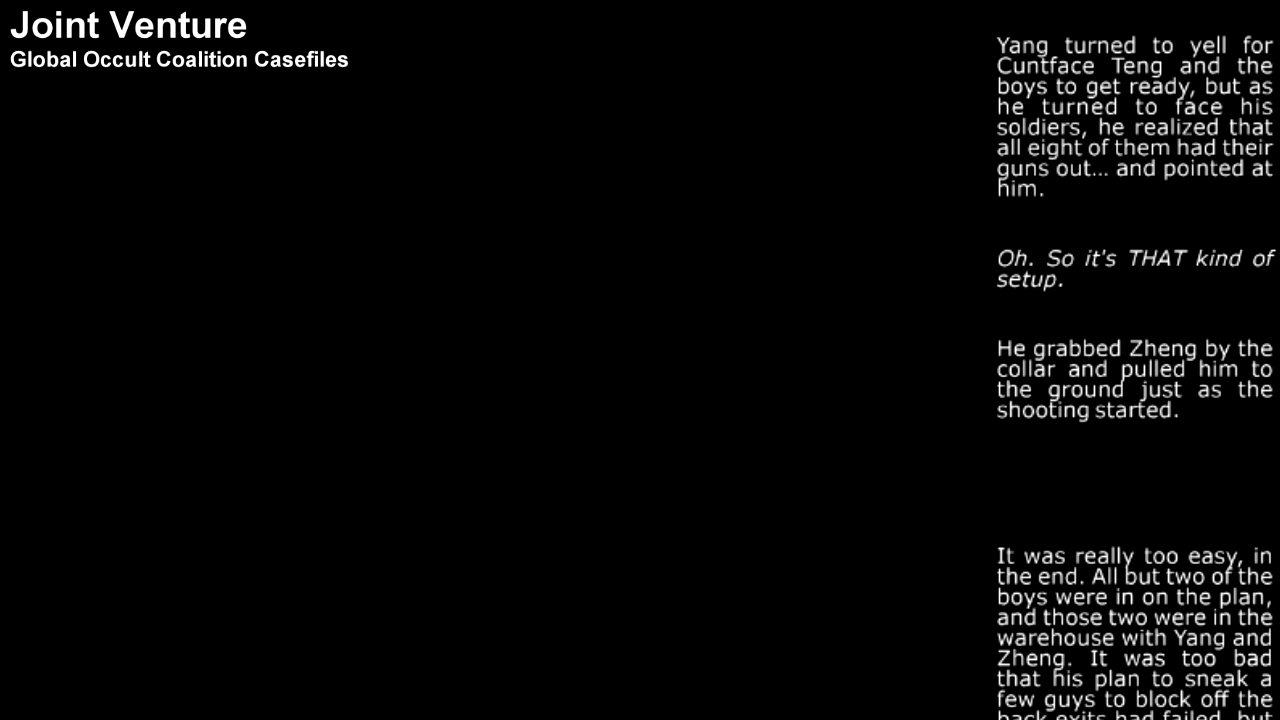 Joint Venture
Global Occult Coalition Casefiles
Yang turned to yell for
Cuntface Teng and the
boys to get ready, but as
he turned to face his
soldiers, he realized that
all eight of them had their
guns out... and pointed at
him.
Oh. So it's THAT kind of
setup.
He grabbed Zheng by the
collar and pulled him to
the ground just as the
shooting started.
It was really too easy, in
the end. All but two of the
boys were in on the plan,
and those two were in the
warehouse with Yang and
Zheng. It was too bad
that his plan to sneak a
few guys to block off the
back exits had failed, but